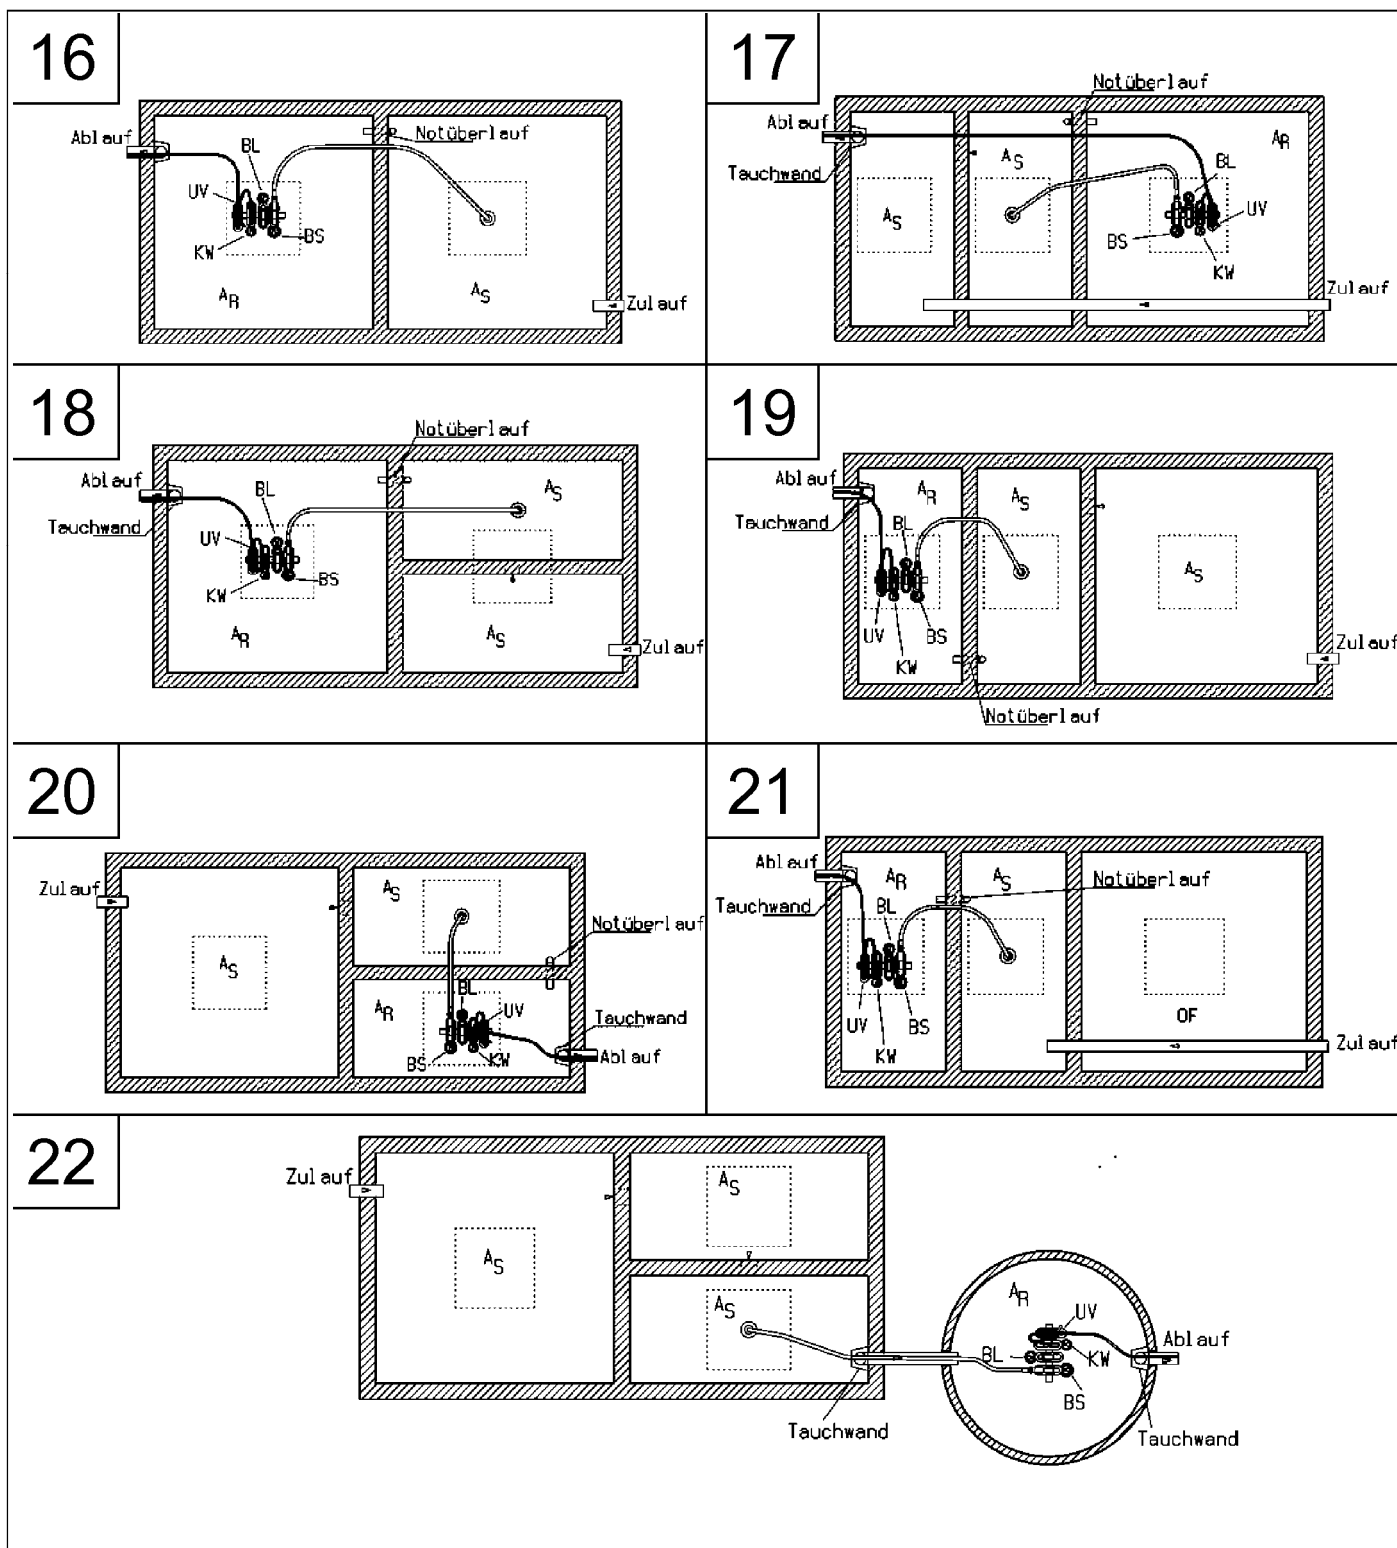 16
Ablauf
BL
Notüberlauf
UV
KW
BS
AR
AS
Zulauf
17
Notüberlauf
Ablauf
Tauchwand
AS
AS
AR
BL
UV
BS
KW
Zulauf
18
Notüberlauf
Ablauf
Tauchwand
BL
AS
UV
KW
BS
AR
AS
Zulauf
19
Ablauf
Tauchwand
AR
AS
BL
AS
UV
BS
KW
Zulauf
Notüberlauf
20
Zulauf
AS
AS
Notüberlauf
AR
BL
UV
Tauchwand
BS
KW
Ablauf
21
Ablauf
Tauchwand
AR
AS
Notüberlauf
BL
UV
BS
KW
OF
Zulauf
22
Zulauf
AS
AS
AS
AR
UV
Ablauf
BL
KW
BS
Tauchwand
Tauchwand